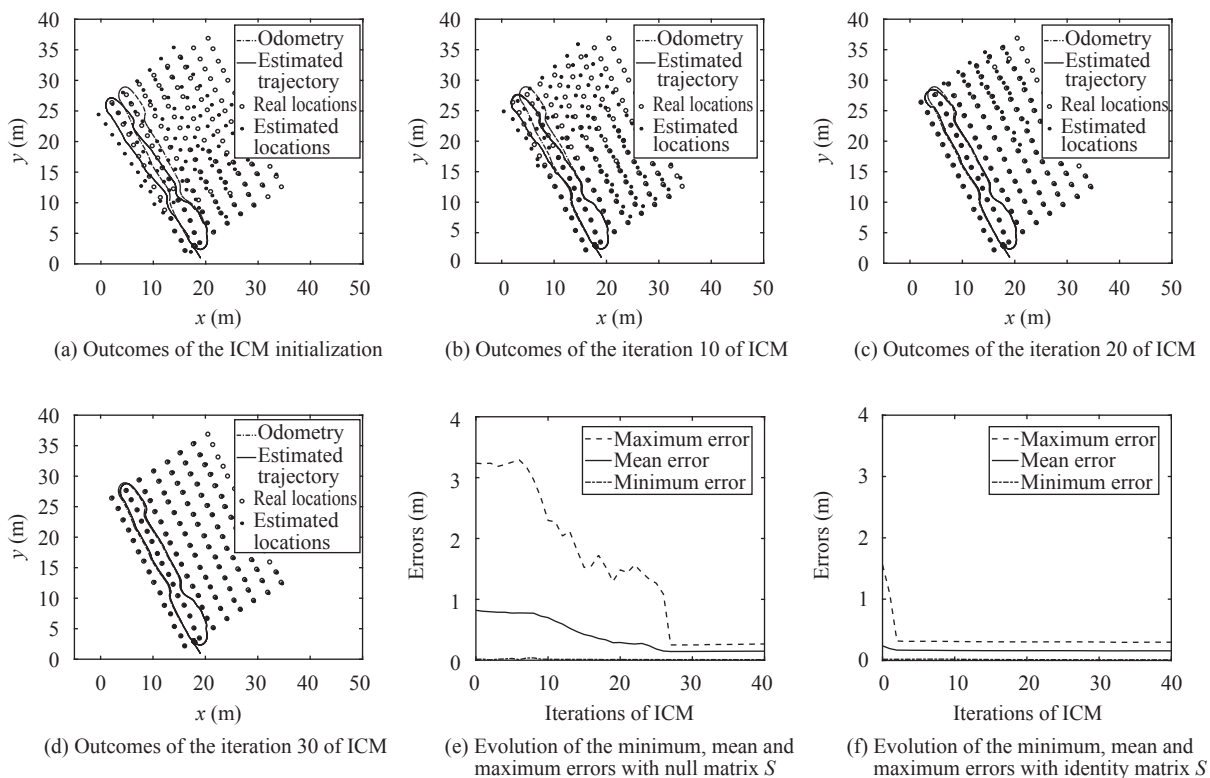 40
35
30
25
20
15
10
5
0
y (m)
Odometry
Estimated
trajectory
Real locations
Estimated
locations
0 10 20 30 40 50
x (m)
(a) Outcomes of the ICM initialization
40
35
30
25
20
15
10
5
0
y (m)
Odometry
Estimated
trajectory
Real locations
Estimated
locations
0 10 20 30 40 50
x (m)
(b) Outcomes of the iteration 10 of ICM
40
35
30
25
20
15
10
5
0
y (m)
Odometry
Estimated
trajectory
Real locations
Estimated
locations
0 10 20 30 40 50
x (m)
(c) Outcomes of the iteration 20 of ICM
40
35
30
25
20
15
10
5
0
y (m)
Odometry
Estimated
trajectory
Real locations
Estimated
locations
0 10 20 30 40 50
x (m)
(d) Outcomes of the iteration 30 of ICM
4
3
2
1
0
Errors (m)
Maximum error
Mean error
Minimum error
0 10 20 30 40
Iterations of ICM
(e) Evolution of the minimum, mean and
maximum errors with null matrix S
4
3
2
1
0
Errors (m)
Maximum error
Mean error
Minimum error
0 10 20 30 40
Iterations of ICM
(f) Evolution of the minimum, mean and
maximum errors with identity matrix S